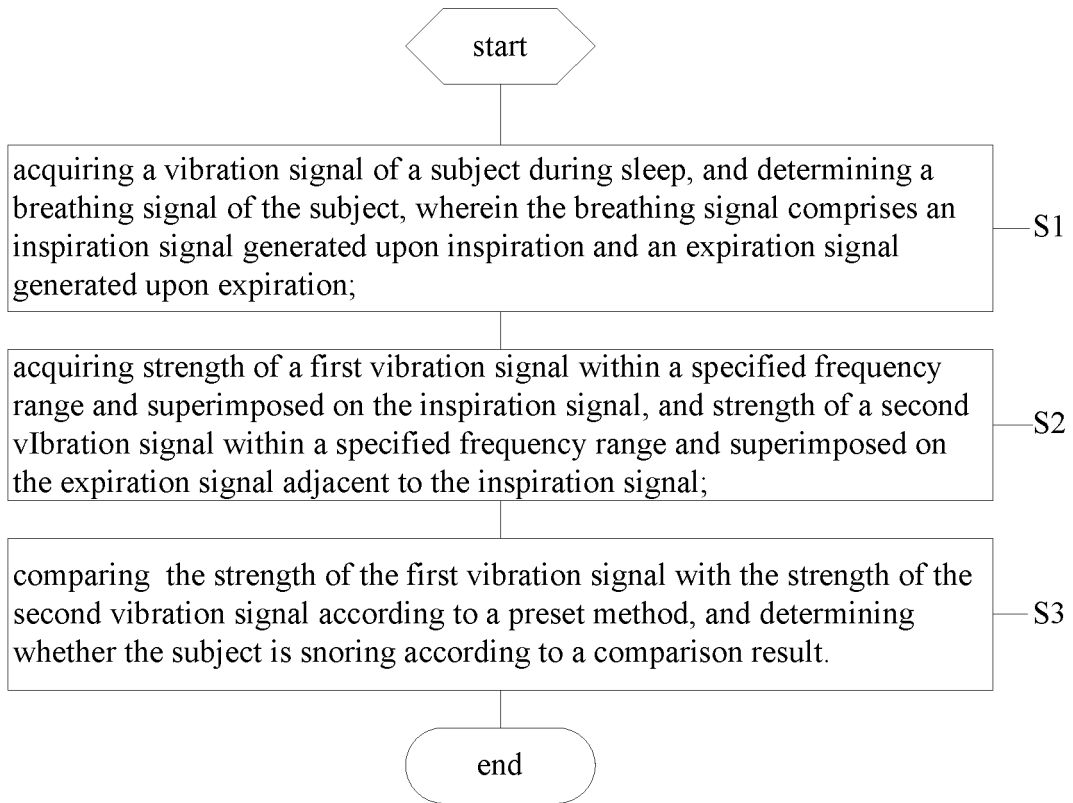 start
acquiring a vibration signal of a subject during sleep, and determining a
breathing signal of the subject, wherein the breathing signal comprises an
inspiration signal generated upon inspiration and an expiration signal
generated upon expiration;
S1
acquiring strength of a first vibration signal within a specified frequency
range and superimposed on the inspiration signal, and strength of a second
vIbration signal within a specified frequency range and superimposed on
the expiration signal adjacent to the inspiration signal;
S2
comparing  the strength of the first vibration signal with the strength of the
second vibration signal according to a preset method, and determining
whether the subject is snoring according to a comparison result.
S3
end